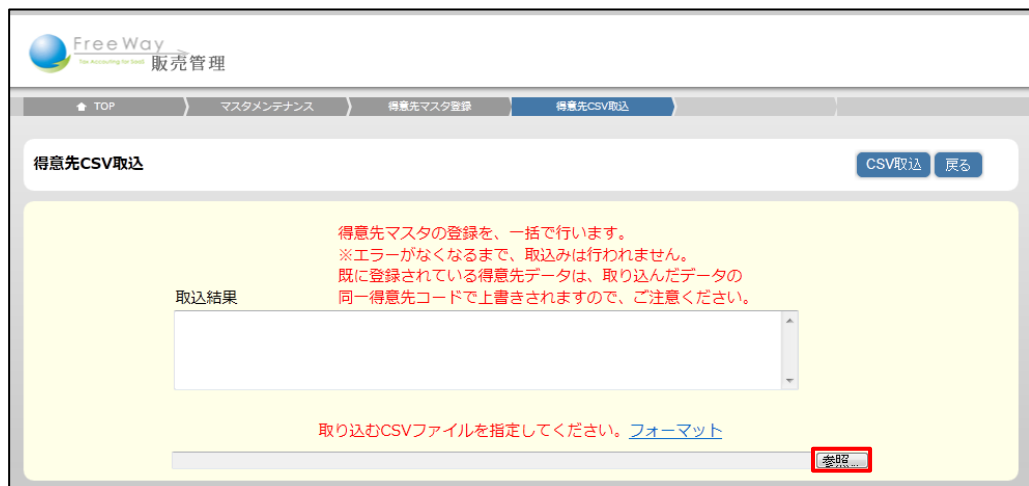 FreeWay
Tax Accounting for SaaS
販売管理
TOP
マスタメンテナンス
得意先マスタ登録
得意先CSV取込
得意先CSV取込
CSV取込
戻る
得意先マスタの登録を、一括で行います。
※エラーがなくなるまで、取込みは行われません。
既に登録されている得意先データは、取り込んだデータの
同一得意先コードで上書きされますので、ご注意ください。
取込結果
取り込むCSVファイルを指定してください。フォーマット
参照...